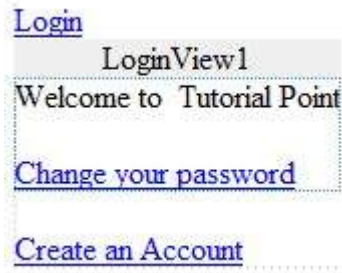 Login
LoginView1
Welcome to  Tutorial Point
Change your password
Create an Account